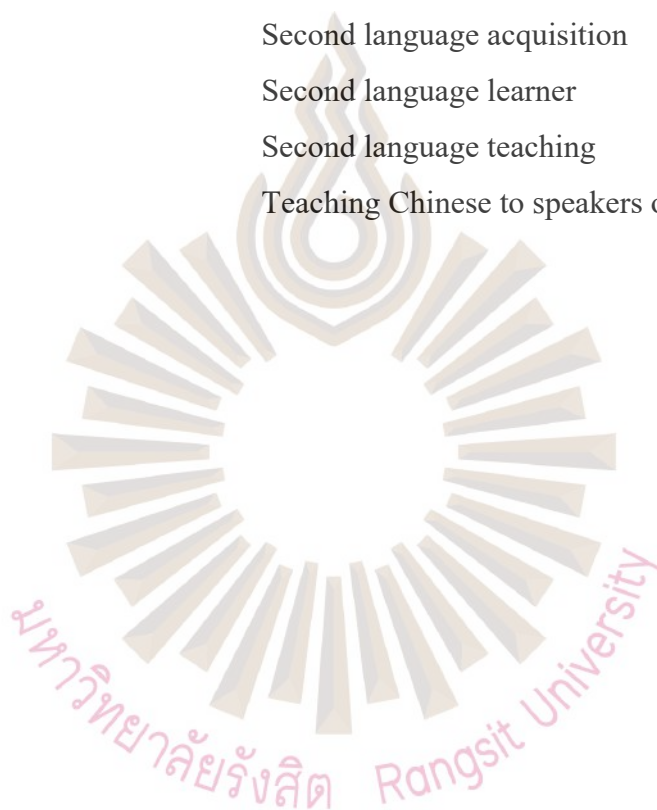 Second language acquisition
Second language learner
Second language teaching
Teaching Chinese to speakers o
มหาวิทยาลัยรังสิต Rangsit University